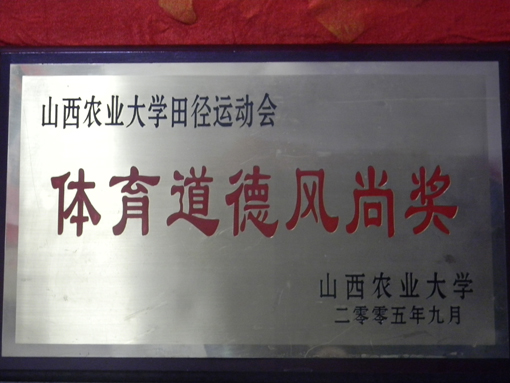 山西农业大学田径运动会
体育道德风尚奖
山西农业大学
二零零五年九月